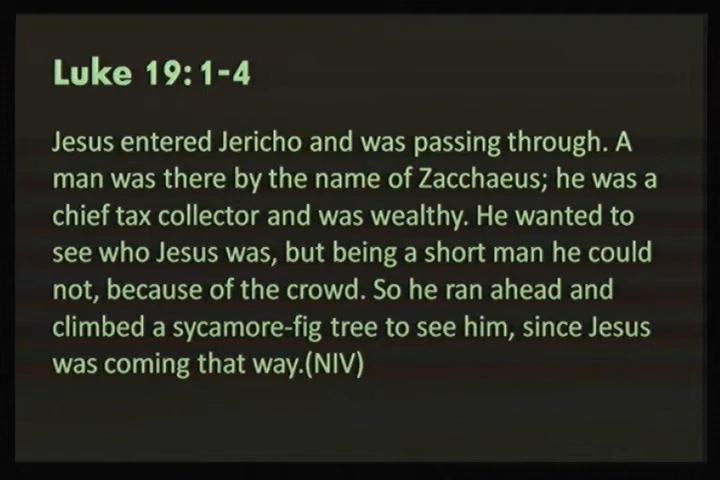 Luke 19:1-4
Jesus entered Jericho and was passing through. A
man was there by the name of Zacchaeus; he was a
chief tax collector and was wealthy. He wanted to
see who Jesus was, but being a short man he could
not, because of the crowd. So he ran ahead and
climbed a sycamore-fig tree to see him, since Jesus
was coming that way.(NIV)